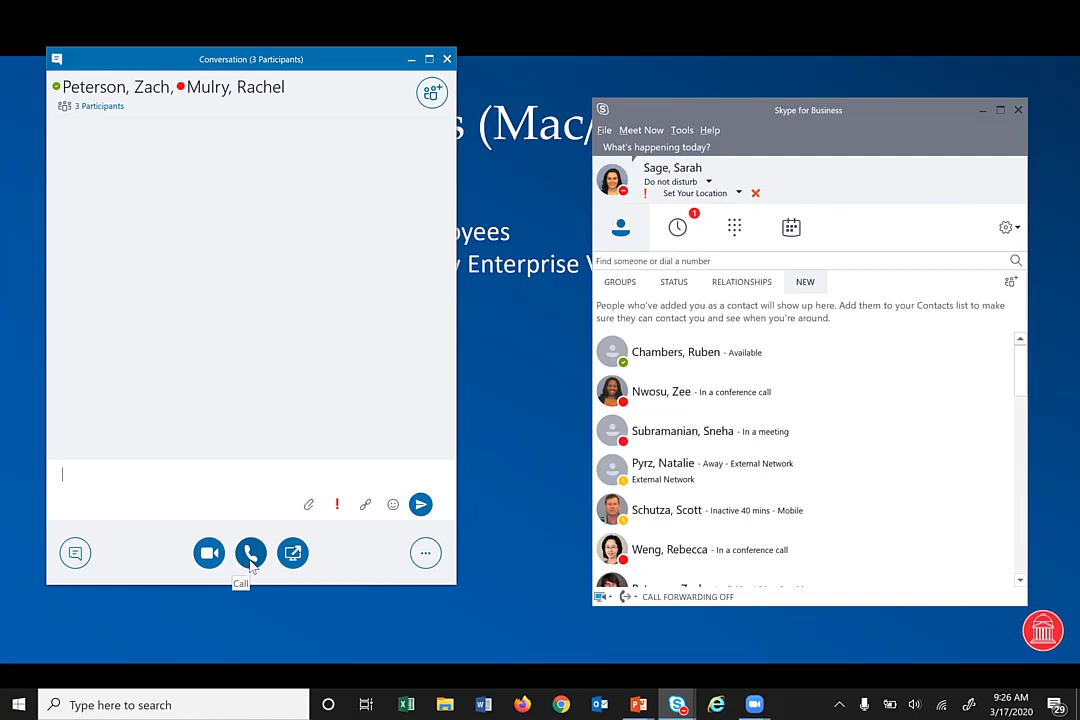 Conversation (3 Participants)
Peterson, Zach, Mulry, Rachel
3 Participants
s (Mac/
oyees
y Enterprise V
Call
Skype for Business
File Meet Now Tools Help
What's happening today?
Sage, Sarah
Do not disturb
! Set Your Location
1
Find someone or dial a number
GROUPS STATUS RELATIONSHIPS NEW
People who've added you as a contact will show up here. Add them to your Contacts list to make
sure they can contact you and see when you're around.
Chambers, Ruben - Available
Nwosu, Zee - In a conference call
Subramanian, Sneha - In a meeting
Pyrz, Natalie - Away - External Network
External Network
Schutza, Scott - Inactive 40 mins - Mobile
Weng, Rebecca - In a conference call
CALL FORWARDING OFF
Type here to search
9:26 AM
3/17/2020
29